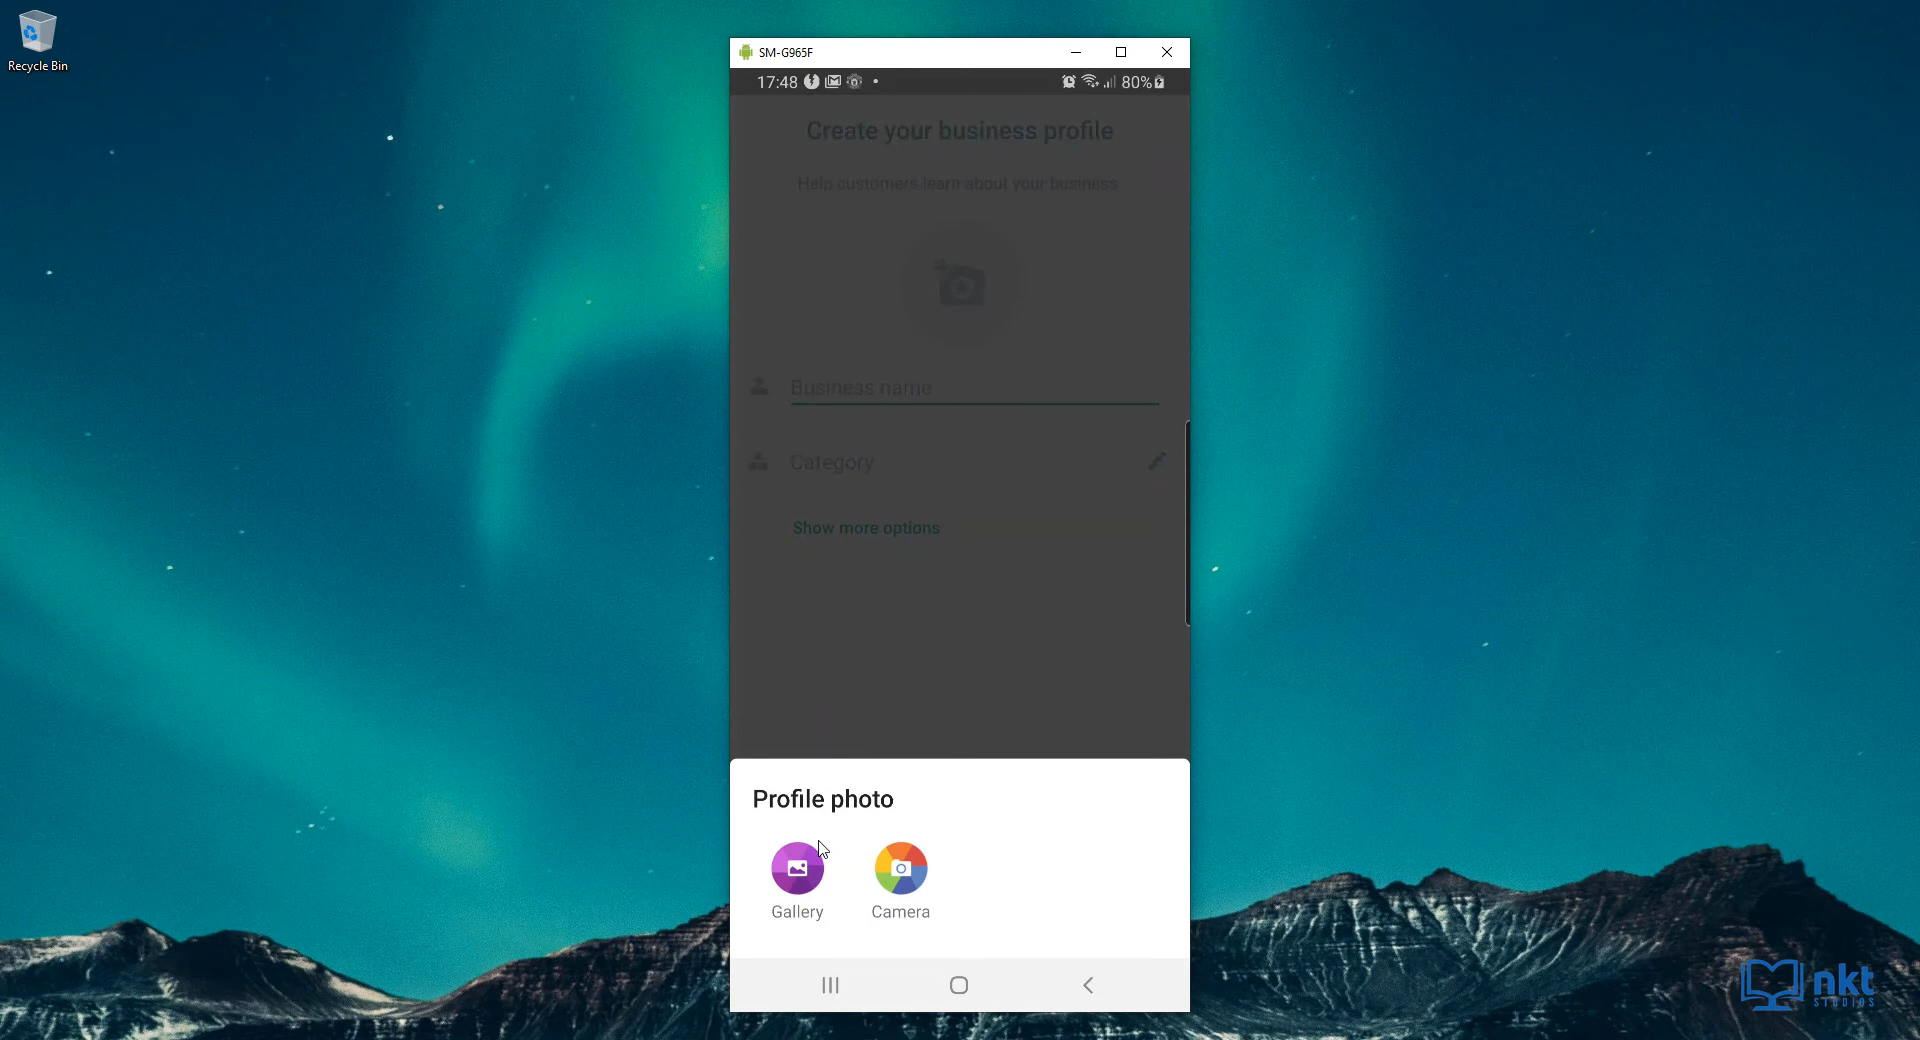 Recycle Bin
SM-G965F
17:48
80%
Create your business profile
Help customers learn about your business
Business name
Category
Show more options
Profile photo
Gallery
Camera
nkt
STUDIOS